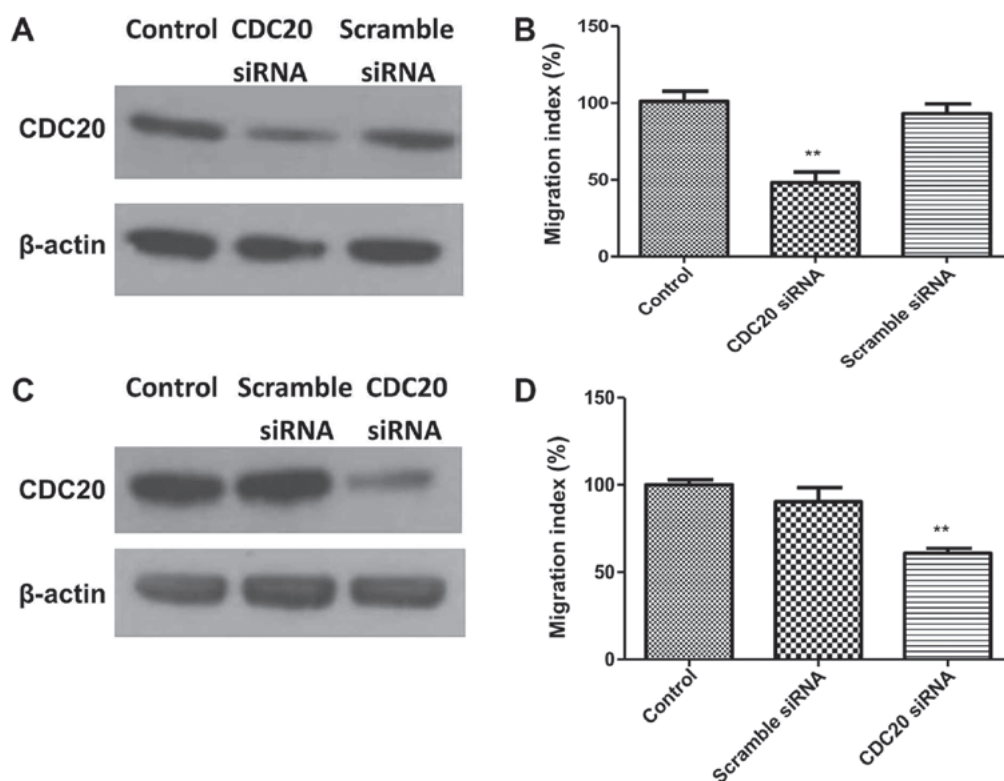 A
Control CDC20 Scramble
siRNA siRNA
CDC20
β-actin
B
Migration index (%)
150
100
50
0
**
Control
CDC20 siRNA
Scramble siRNA
C
Control Scramble CDC20
siRNA siRNA
CDC20
β-actin
D
Migration index (%)
150
100
50
0
**
Control
Scramble siRNA
CDC20 siRNA